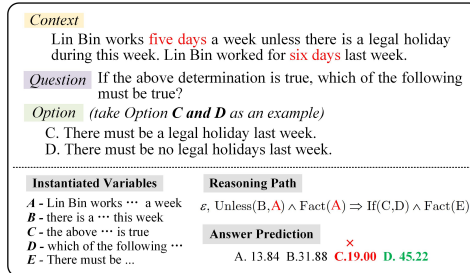 Context
Lin Bin works five days a week unless there is a legal holiday
during this week. Lin Bin worked for six days last week.
Question If the above determination is true, which of the following
must be true?
Option (take Option C and D as an example)
C. There must be a legal holiday last week.
D. There must be no legal holidays last week.
Instantiated Variables
A - Lin Bin works ⋯ a week
B - there is a ⋯ this week
C - the above ⋯ is true
D - which of the following ⋯
E - There must be ...
Reasoning Path
ε, Unless(B,A) ∧ Fact(A) ⇒ If(C,D) ∧ Fact(E)
Answer Prediction
×
A. 13.84 B.31.88 C.19.00 D. 45.22